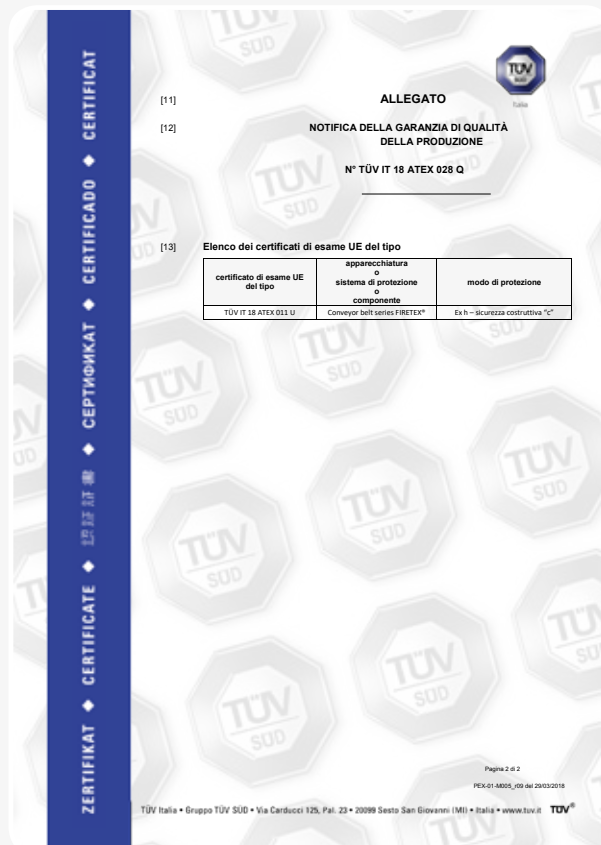 TÜV
SÜD
Italia
[11] ALLEGATO
[12] NOTIFICA DELLA GARANZIA DI QUALITÀ
DELLA PRODUZIONE
N° TÜV IT 18 ATEX 028 Q
[13] Elenco dei certificati di esame UE del tipo
certificato di esame UE
del tipo
apparecchiatura
o
sistema di protezione
o
componente
modo di protezione
TÜV IT 18 ATEX 011 U
Conveyor belt series FIRETEX®
Ex h – sicurezza costruttiva "c"
Pagina 2 di 2
PEX-01-M005_r09 del 29/03/2018
TÜV Italia • Gruppo TÜV SÜD • Via Carducci 125, Pal. 23 • 20099 Sesto San Giovanni (MI) • Italia • www.tuv.it TÜV®
ZERTIFIKAT ◆ CERTIFICATE ◆ ◆ СЕРТИФИКАТ ◆ CERTIFICADO ◆ CERTIFICAT